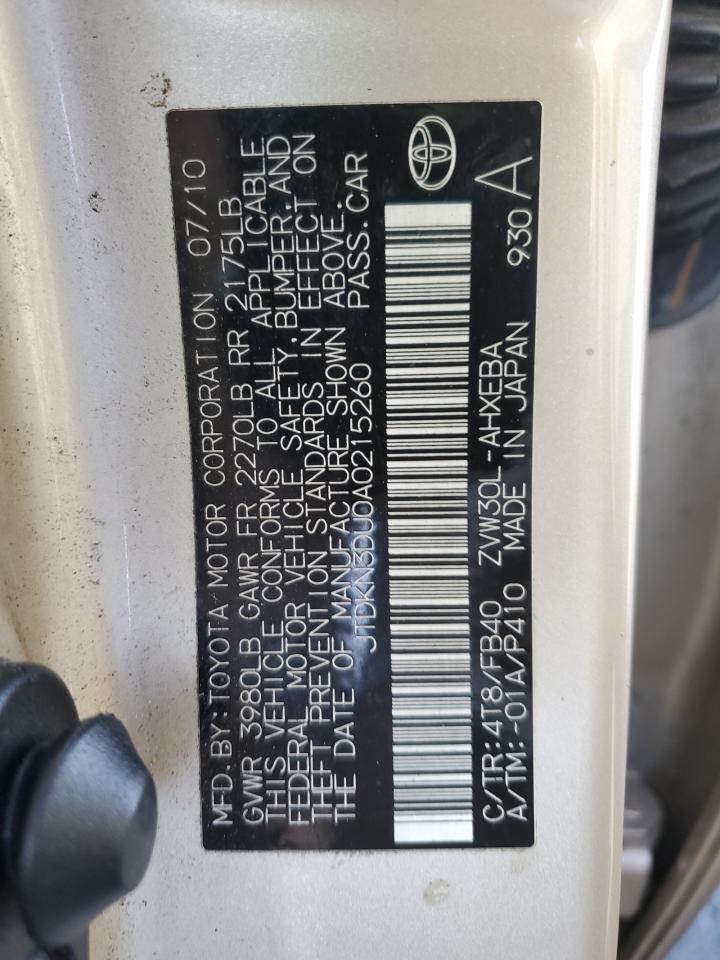 MFD. BY: TOYOTA MOTOR CORPORATION 07/10
GVWR 3980LB GAWR FR 2270LB RR 2175LB
THIS VEHICLE CONFORMS TO ALL APPLICABLE
FEDERAL MOTOR VEHICLE SAFETY, BUMPER, AND
THEFT PREVENTION STANDARDS IN EFFECT ON
THE DATE OF MANUFACTURE SHOWN ABOVE.
JTDKN3DU0A0215260 PASS. CAR
C/TR: 4T8/FB40 ZVW30L-AHXEBA 930 A
A/TM: -01A/P410 MADE IN JAPAN